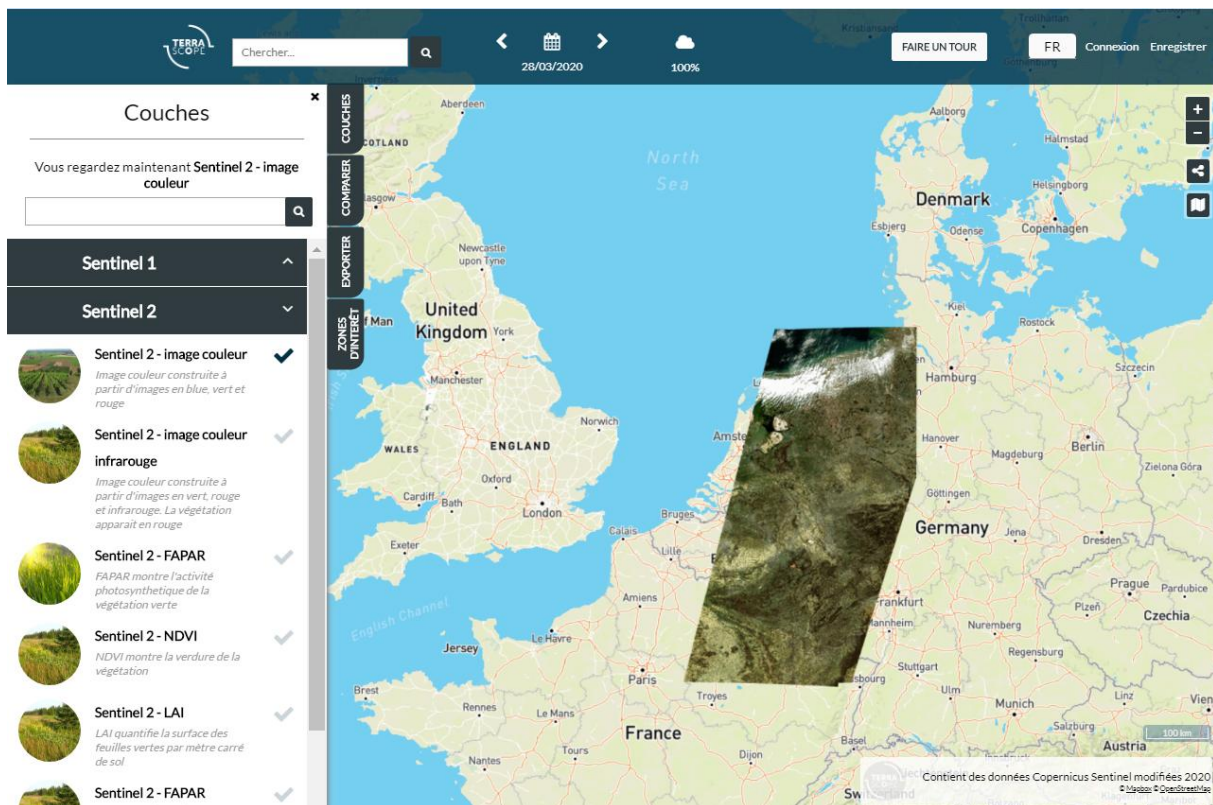 TERRA
SCOPE
Chercher...
28/03/2020
100%
FAIRE UN TOUR
FR
Connexion
Enregistrer
Couches
Vous regardez maintenant Sentinel 2 - image
couleur
Sentinel 1
Sentinel 2
Sentinel 2 - image couleur
Image couleur construite à
partir d'images en blue, vert et
rouge
Sentinel 2 - image couleur
infrarouge
Image couleur construite à
partir d'images en vert, rouge
et infrarouge. La végétation
apparait en rouge
Sentinel 2 - FAPAR
FAPAR montre l'activité
photosynthetique de la
végétation verte
Sentinel 2 - NDVI
NDVI montre la verdure de la
végétation
Sentinel 2 - LAI
LAI quantifie la surface des
feuilles vertes par mètre carré
de sol
Sentinel 2 - FAPAR
COUCHES
COMPARER
EXPORTER
ZONES
D'INTERÊT
+
−
Kristiansand
Trollhättan
Inverness
Aberdeen
Aalborg
Halmstad
North
Sea
Helsingborg
Denmark
Esbjerg
Odense
Copenhagen
Newcastle
upon Tyne
Kiel
Rostock
United
Kingdom
York
Szczecin
Manchester
Hamburg
Norwich
WALES
ENGLAND
Hanover
Berlin
Magdeburg
Zielona Góra
Oxford
Cardiff
Bath
London
Göttingen
Bruges
Germany
Jena
Dresden
Exeter
Calais
Lille
Prague
Pardubice
Amiens
Plzeň
Czechia
English Channel
Nuremberg
Jersey
Le Havre
Regensburg
Paris
Stuttgart
Brest
Troyes
Ulm
Linz
Rennes
Le Mans
Munich
France
Salzburg
100 km
Austria
Tours
Dijon
Basel
Nantes
Contient des données Copernicus Sentinel modifiées 2020
© Mapbox © OpenStreetMap